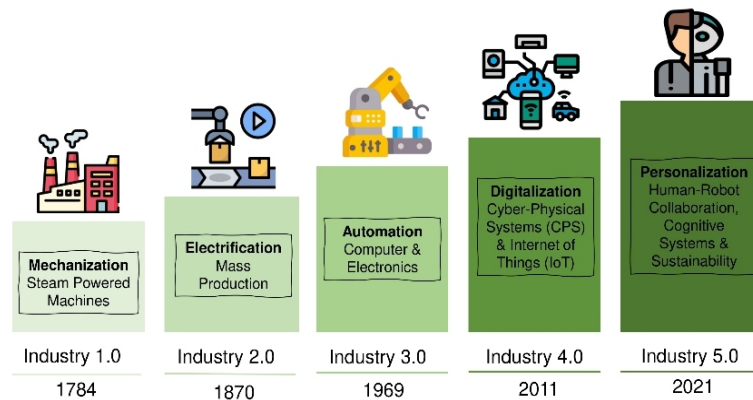 Mechanization
Steam Powered
Machines
Industry 1.0
1784
Electrification
Mass
Production
Industry 2.0
1870
Automation
Computer &
Electronics
Industry 3.0
1969
Digitalization
Cyber-Physical
Systems (CPS)
& Internet of
Things (IoT)
Industry 4.0
2011
Personalization
Human-Robot
Collaboration,
Cognitive
Systems &
Sustainability
Industry 5.0
2021